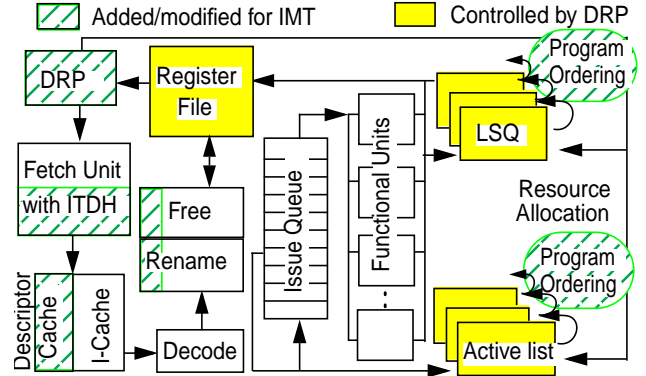 Added/modified for IMT
Controlled by DRP
DRP
Register
File
Program
Ordering
LSQ
Fetch Unit
with ITDH
Free
Rename
Issue Queue
Functional Units
Resource
Allocation
Program
Ordering
Descriptor
Cache
I-Cache
Decode
Active list